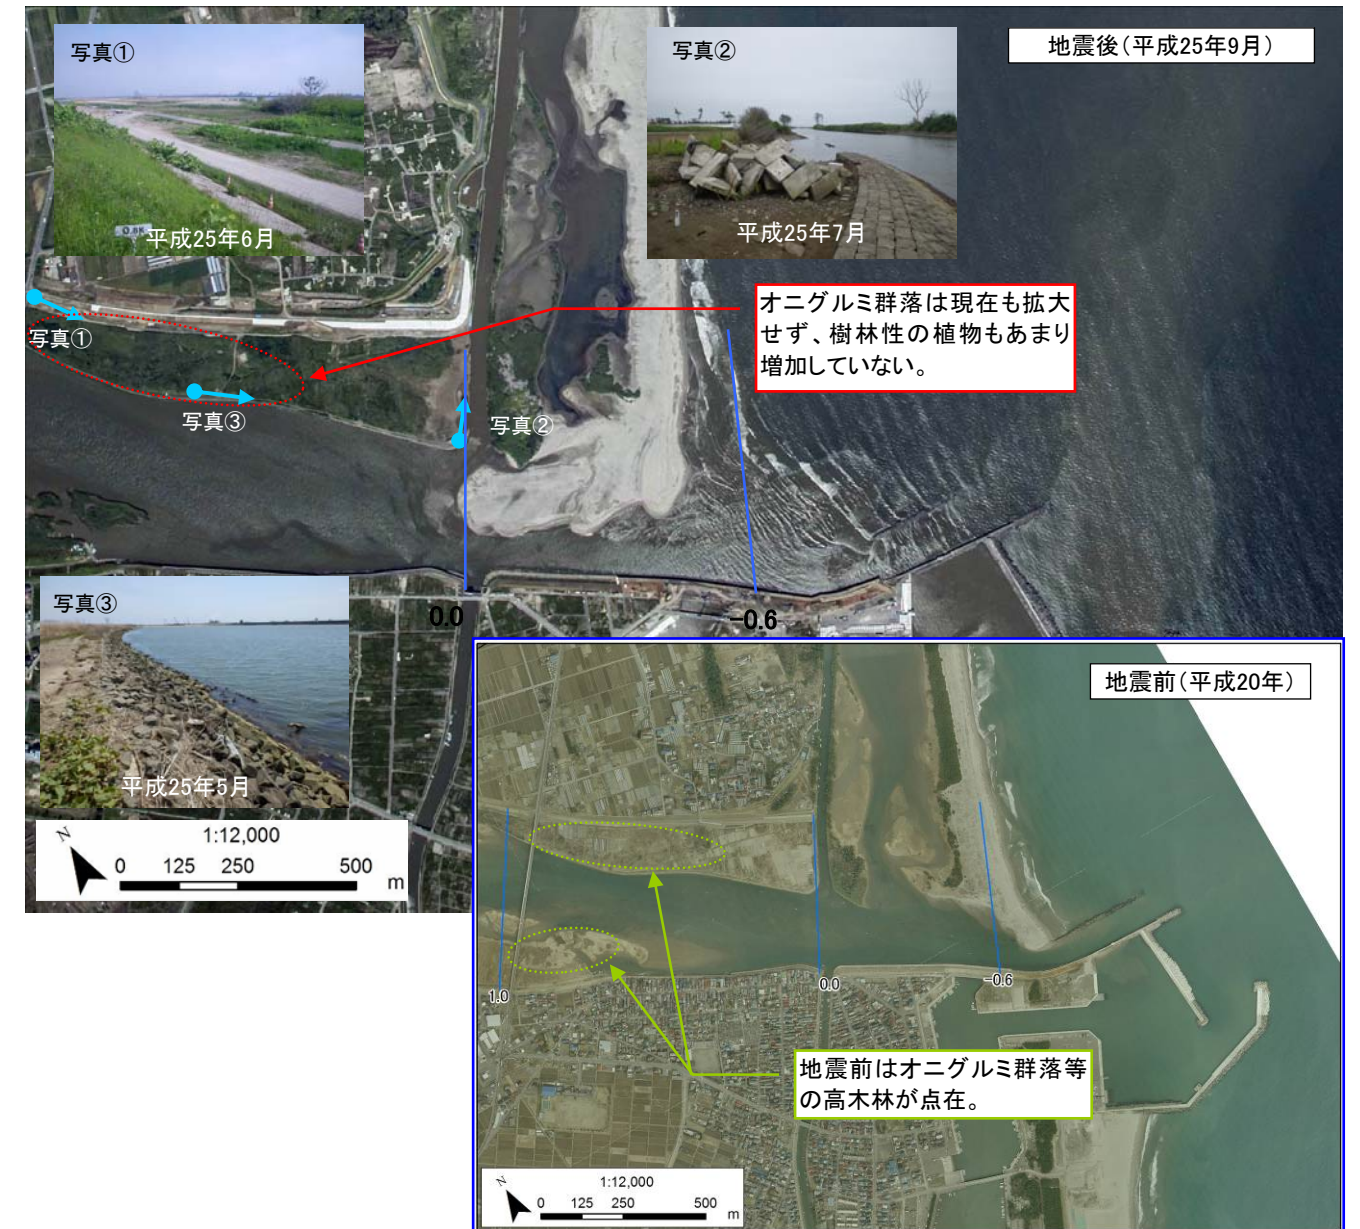 写真①
平成25年6月
0.8K
写真②
平成25年7月
地震後(平成25年9月)
オニグルミ群落は現在も拡大
せず、樹林性の植物もあまり
増加していない。
写真①
写真③
写真②
0.0
-0.6
写真③
平成25年5月
N
1:12,000
0 125 250 500
m
地震前(平成20年)
1.0
0.0
-0.6
地震前はオニグルミ群落等
の高木林が点在。
N
1:12,000
0 125 250 500
m